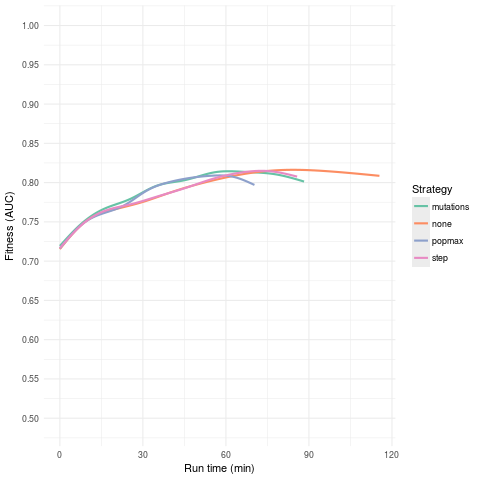 1.00
0.95
0.90
0.85
0.80
0.75
0.70
0.65
0.60
0.55
0.50
Fitness (AUC)
0 30 60 90 120
Run time (min)
Strategy
mutations
none
popmax
step